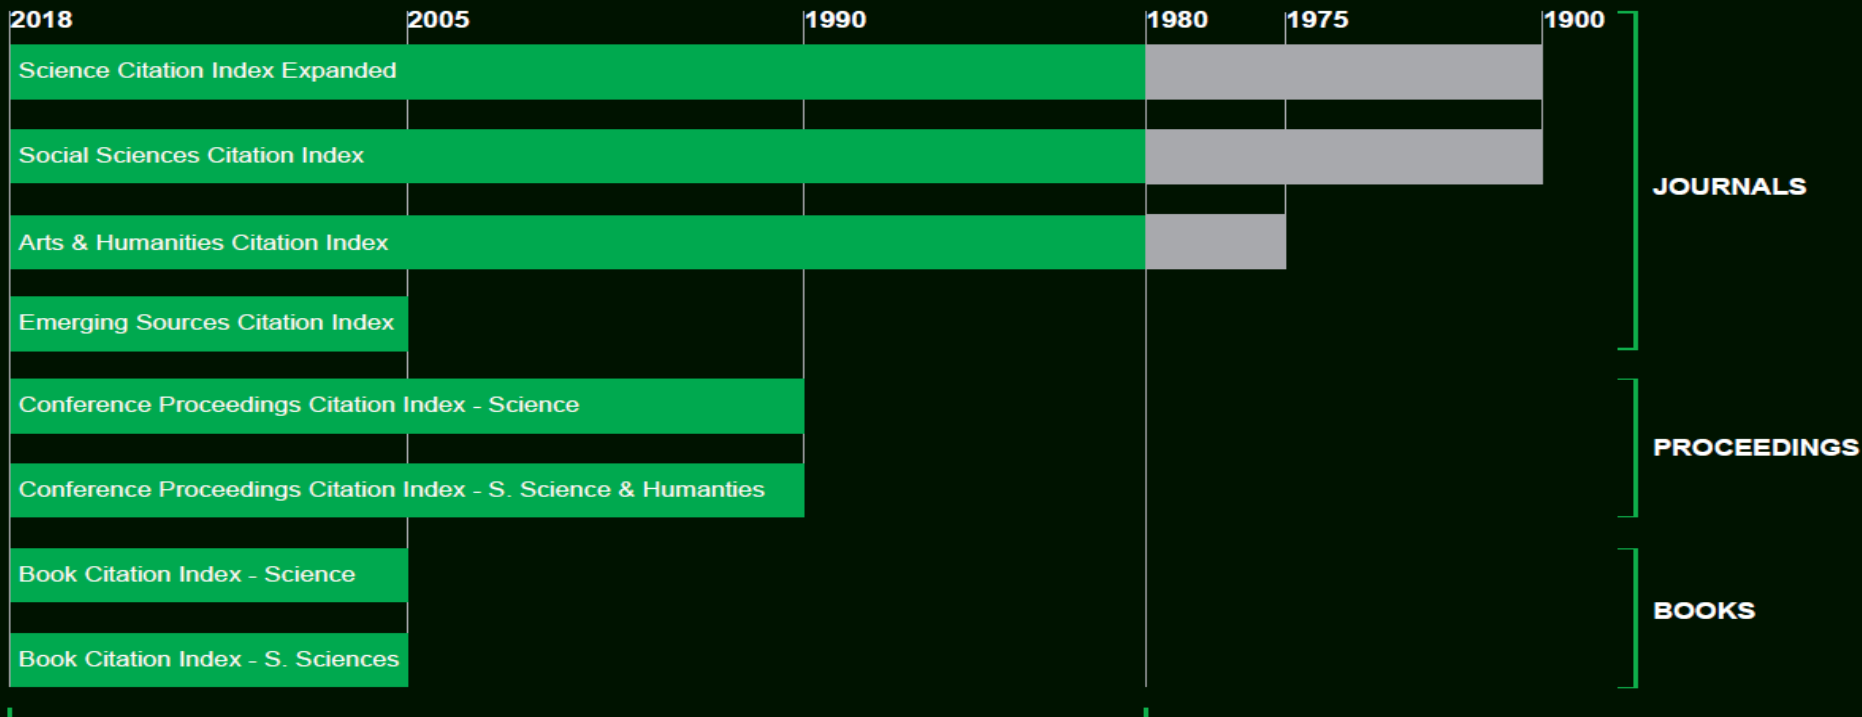 2018 2005 1990 1980 1975 1900
Science Citation Index Expanded
Social Sciences Citation Index
Arts & Humanities Citation Index
Emerging Sources Citation Index
JOURNALS
Conference Proceedings Citation Index - Science
Conference Proceedings Citation Index - S. Science & Humanties
PROCEEDINGS
Book Citation Index - Science
Book Citation Index - S. Sciences
BOOKS